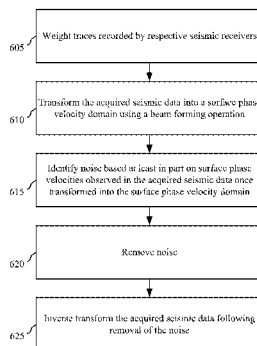 605
Weight traces recorded by respective seismic receivers
610
Transform the acquired seismic data into a surface phase
velocity domain using a beam forming operation
615
Identify noise based at least in part on surface phase
velocities observed in the acquired seismic data once
transformed into the surface phase velocity domain
620
Remove noise
625
Inverse transform the acquired seismic data following
removal of the noise